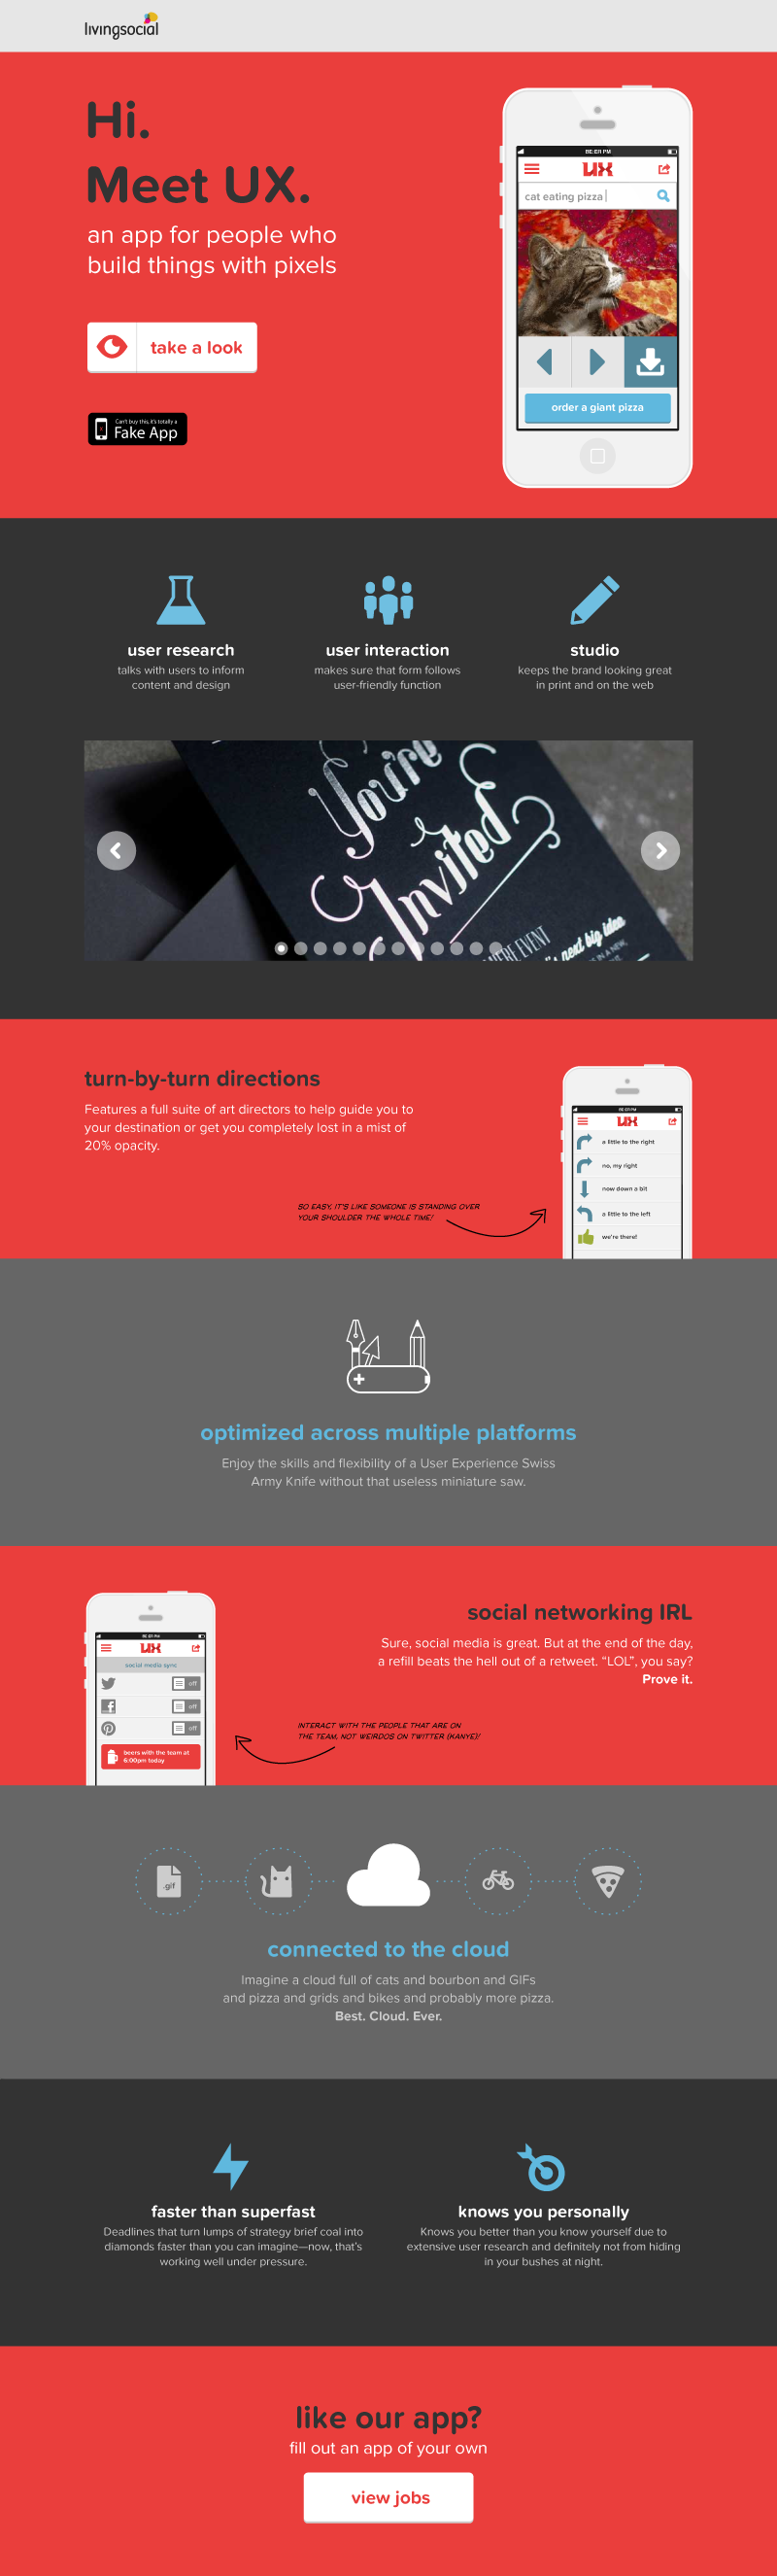 livingsocial
Hi.
Meet UX.
an app for people who
build things with pixels
take a look
Can't buy this, it's totally a
Fake App
BE:ER PM
UX
cat eating pizza
order a giant pizza
user research
talks with users to inform
content and design
user interaction
makes sure that form follows
user-friendly function
studio
keeps the brand looking great
in print and on the web
You're
Invited
EVENT
next big idea
turn-by-turn directions
Features a full suite of art directors to help guide you to
your destination or get you completely lost in a mist of
20% opacity.
SO EASY, IT'S LIKE SOMEONE IS STANDING OVER
YOUR SHOULDER THE WHOLE TIME!
BE:ER PM
UX
a little to the right
no, my right
now down a bit
a little to the left
we're there!
optimized across multiple platforms
Enjoy the skills and flexibility of a User Experience Swiss
Army Knife without that useless miniature saw.
BE:ER PM
UX
social media sync
off
off
off
beers with the team at
6:00pm today
social networking IRL
Sure, social media is great. But at the end of the day,
a refill beats the hell out of a retweet. “LOL”, you say?
Prove it.
INTERACT WITH THE PEOPLE THAT ARE ON
THE TEAM, NOT WEIRDOS ON TWITTER (KANYE)!
.gif
connected to the cloud
Imagine a cloud full of cats and bourbon and GIFs
and pizza and grids and bikes and probably more pizza.
Best. Cloud. Ever.
faster than superfast
Deadlines that turn lumps of strategy brief coal into
diamonds faster than you can imagine—now, that's
working well under pressure.
knows you personally
Knows you better than you know yourself due to
extensive user research and definitely not from hiding
in your bushes at night.
like our app?
fill out an app of your own
view jobs